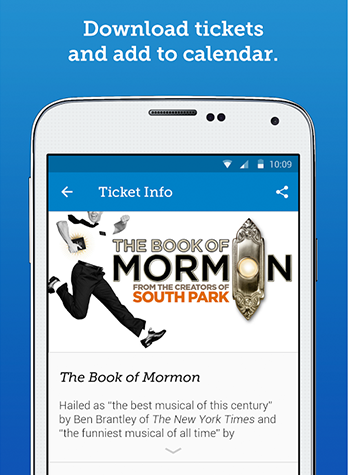 Download tickets
and add to calendar.
10:09
Ticket Info
THE BOOK OF
MORMON
FROM THE CREATORS OF
SOUTH PARK
The Book of Mormon
Hailed as “the best musical of this century”
by Ben Brantley of The New York Times and
“the funniest musical of all time” by